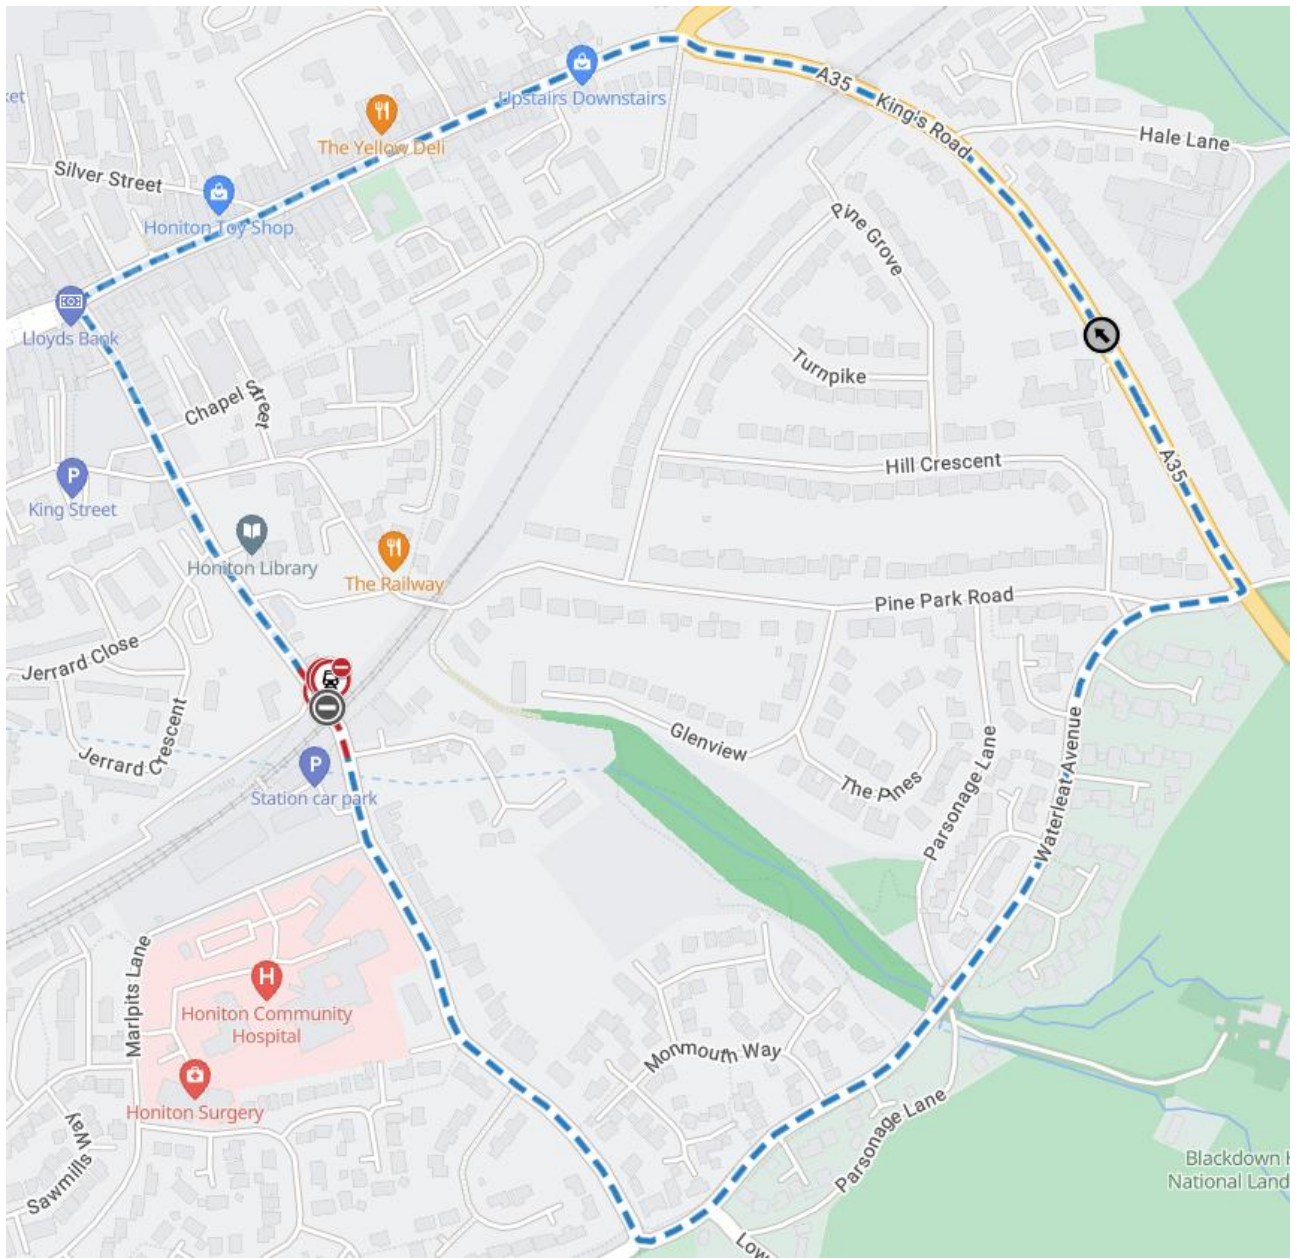 A35
King's Road
Upstairs Downstairs
Hale Lane
The Yellow Deli
Silver Street
Honiton Toy Shop
Pine Grove
Lloyds Bank
Turnpike
Chapel Street
A35
Hill Crescent
P
King Street
Honiton Library
The Railway
Pine Park Road
Jerrard Close
Jerrard Crescent
Glenview
P
Station car park
The Pines
Parsonage Lane
Waterleat Avenue
Marlpits Lane
H
Honiton Community
Hospital
Monmouth Way
Honiton Surgery
Parsonage Lane
Sawmills Way
Blackdown
National Land